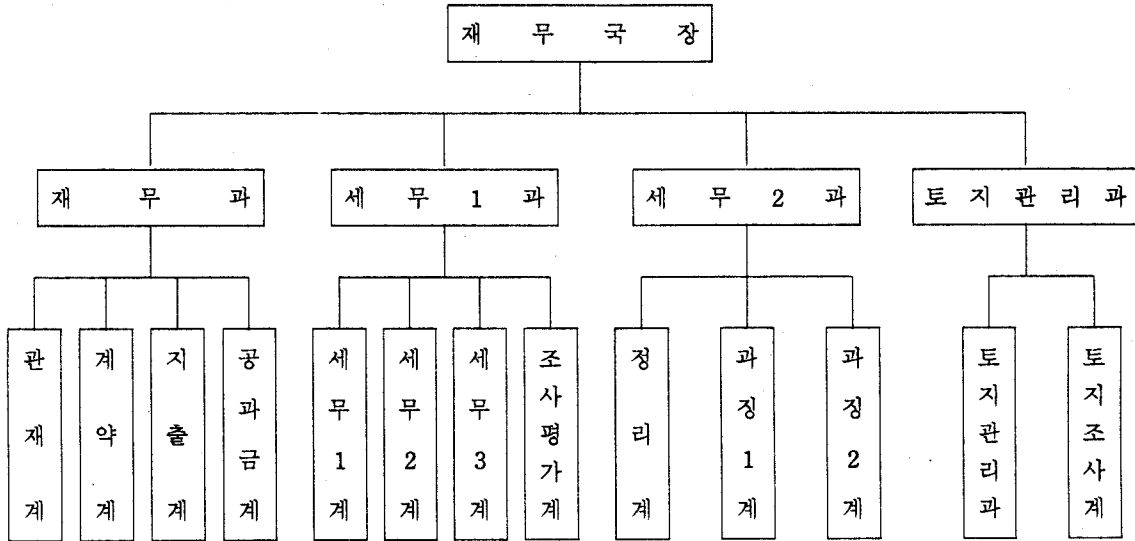 재무국장
재무과
세무1과
세무2과
토지관리과
관재계
계약계
지출계
공과금계
세무1계
세무2계
세무3계
조사평가계
정리계
과징1계
과징2계
토지관리과
토지조사계